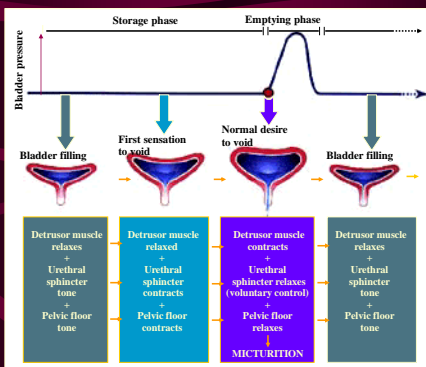 Storage phase
Emptying phase
Bladder pressure
Bladder filling
First sensation
to void
Normal desire
to void
Bladder filling
Detrusor muscle
relaxes
+
Urethral
sphincter
tone
+
Pelvic floor
tone
Detrusor muscle
relaxed
+
Urethral
sphincter
contracts
+
Pelvic floor
contracts
Detrusor muscle
contracts
+
Urethral
sphincter relaxes
(voluntary control)
+
Pelvic floor
relaxes
MICTURITION
Detrusor muscle
relaxes
+
Urethral
sphincter
tone
+
Pelvic floor
tone